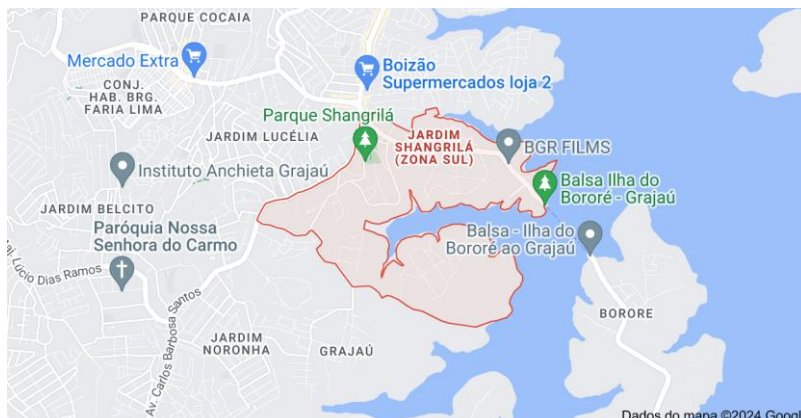 PARQUE COCAIA
Mercado Extra
Boizão
Supermercados loja 2
CONJ.
HAB. BRG.
FARIA LIMA
Parque Shangrilá
JARDIM LUCÉLIA
JARDIM
SHANGRILÁ
(ZONA SUL)
BGR FILMS
Instituto Anchieta Grajaú
Balsa Ilha do
Bororé - Grajaú
JARDIM BELCITO
Paróquia Nossa
Senhora do Carmo
Balsa - Ilha do
Bororé ao Grajaú
Maj. Lúcio Dias Ramos
Av. Carlos Barbosa Santos
BORORE
JARDIM
NORONHA
GRAJAÚ
Dados do mapa ©2024 Google